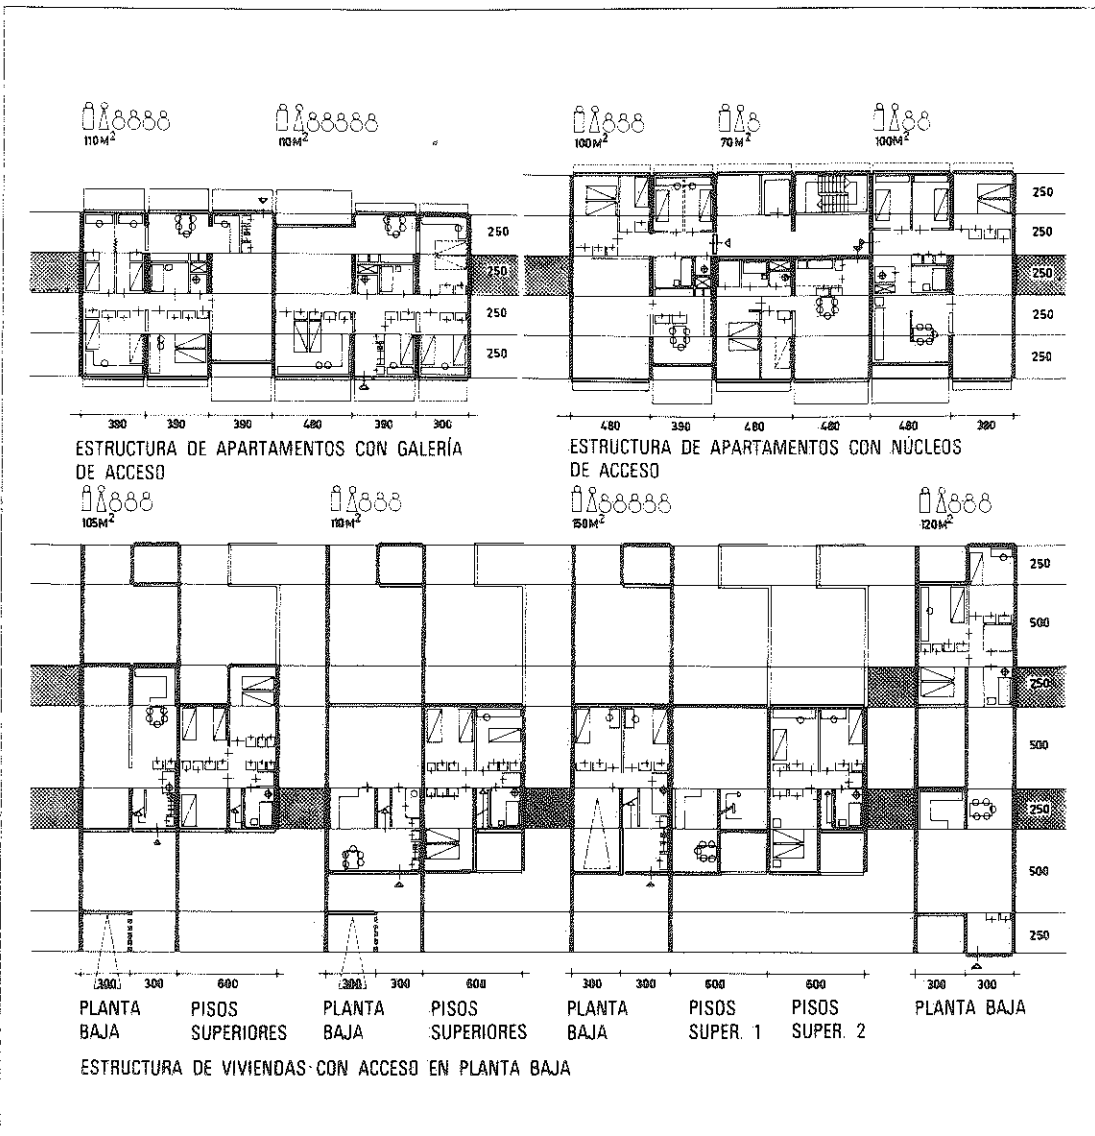 110M²
110M²
100M²
70M²
100M²
250
250
250
250
250
250
250
250
250
380 390 390 480 390 300
480 390 480 480 480 380
ESTRUCTURA DE APARTAMENTOS CON GALERÍA
DE ACCESO
ESTRUCTURA DE APARTAMENTOS CON NÚCLEOS
DE ACCESO
105M²
110M²
150M²
120M²
250
500
250
500
250
500
250
300 300 600 300 300 600 300 300 600 600 300 300
PLANTA
BAJA
PISOS
SUPERIORES
PLANTA
BAJA
PISOS
SUPERIORES
PLANTA
BAJA
PISOS
SUPER. 1
PISOS
SUPER. 2
PLANTA BAJA
ESTRUCTURA DE VIVIENDAS CON ACCESO EN PLANTA BAJA